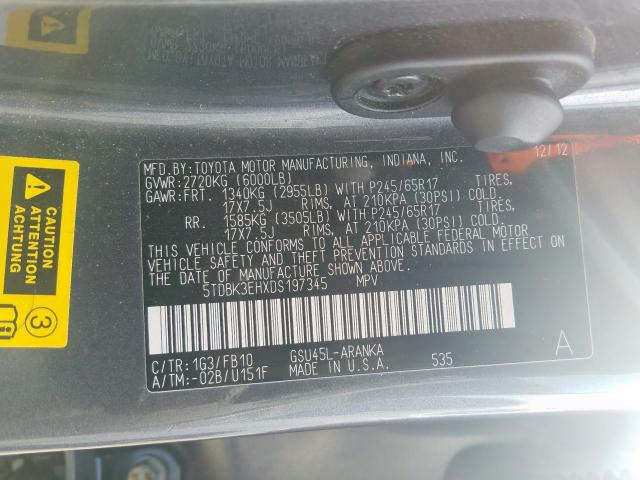 MFD.BY: TOYOTA MOTOR MANUFACTURING, INDIANA, INC. 12/12
GVWR: 2720KG (6000LB)
GAWR: FRT. 1340KG (2955LB) WITH P245/65R17 TIRES,
17X7.5J RIMS, AT 210KPA (30PSI) COLD.
RR. 1585KG (3505LB) WITH P245/65R17 TIRES,
17X7.5J RIMS, AT 210KPA (30PSI) COLD.
THIS VEHICLE CONFORMS TO ALL APPLICABLE FEDERAL MOTOR
VEHICLE SAFETY AND THEFT PREVENTION STANDARDS IN EFFECT ON
THE DATE OF MANUFACTURE SHOWN ABOVE.
5TDBK3EHXDS197345 MPV
C/TR: 1G3/FB10 GSU45L-ARANKA A
A/TM: -02B/U151F MADE IN U.S.A. 535
CAUTION
ATTENTION
ACHTUNG
3